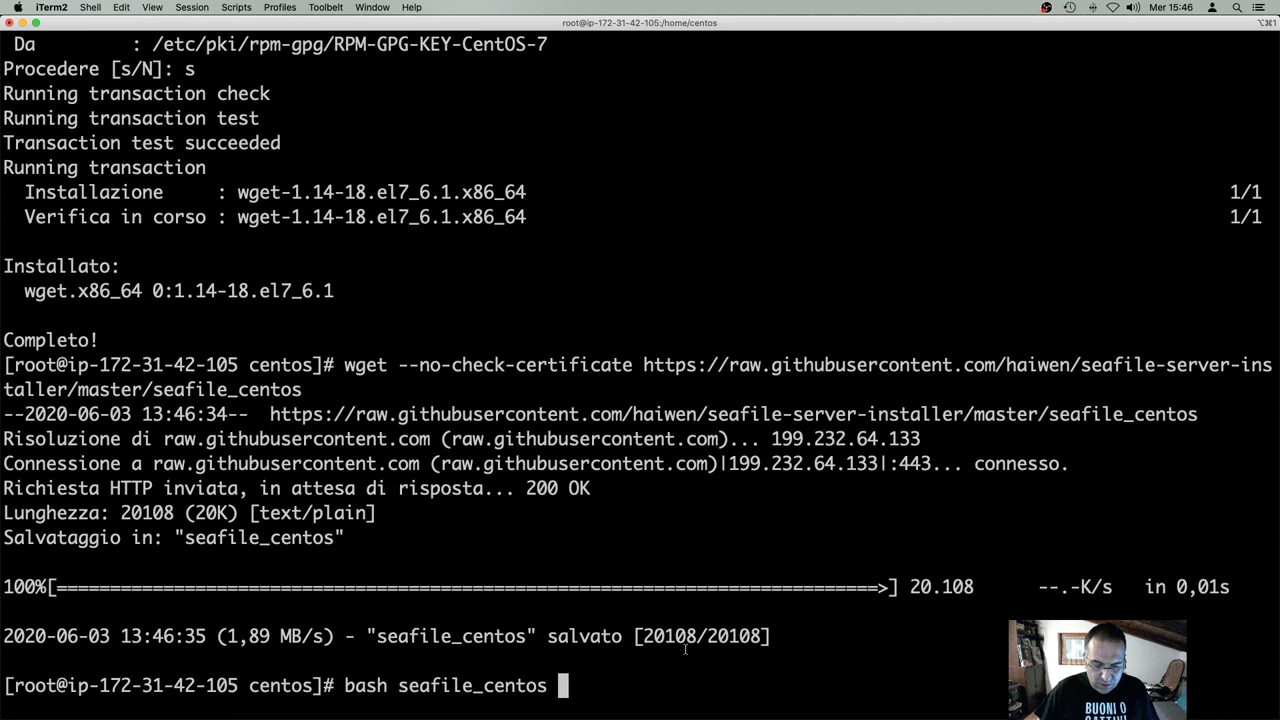 iTerm2 Shell Edit View Session Scripts Profiles Toolbelt Window Help Mer 15:46
root@ip-172-31-42-105:/home/centos ⌥⌘1
Da : /etc/pki/rpm-gpg/RPM-GPG-KEY-CentOS-7
Procedere [s/N]: s
Running transaction check
Running transaction test
Transaction test succeeded
Running transaction
Installazione : wget-1.14-18.el7_6.1.x86_64 1/1
Verifica in corso : wget-1.14-18.el7_6.1.x86_64 1/1
Installato:
wget.x86_64 0:1.14-18.el7_6.1
Completo!
[root@ip-172-31-42-105 centos]# wget --no-check-certificate https://raw.githubusercontent.com/haiwen/seafile-server-ins
taller/master/seafile_centos
--2020-06-03 13:46:34-- https://raw.githubusercontent.com/haiwen/seafile-server-installer/master/seafile_centos
Risoluzione di raw.githubusercontent.com (raw.githubusercontent.com)... 199.232.64.133
Connessione a raw.githubusercontent.com (raw.githubusercontent.com)|199.232.64.133|:443... connesso.
Richiesta HTTP inviata, in attesa di risposta... 200 OK
Lunghezza: 20108 (20K) [text/plain]
Salvataggio in: "seafile_centos"
100%[=============================================================================>] 20.108 --.-K/s in 0,01s
2020-06-03 13:46:35 (1,89 MB/s) - "seafile_centos" salvato [20108/20108]
[root@ip-172-31-42-105 centos]# bash seafile_centos
BUONI O
CATTIVI